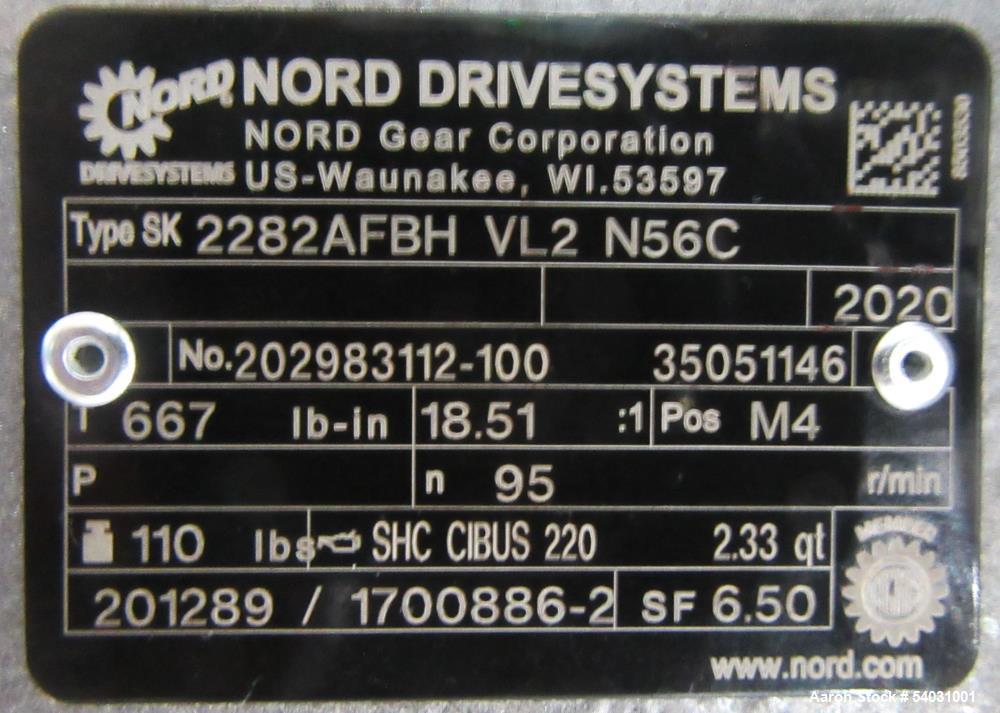 NORD
DRIVESYSTEMS
NORD DRIVESYSTEMS
NORD Gear Corporation
US-Waunakee, WI.53597
Type SK 2282AFBH VL2 N56C
2020
No.202983112-100 35051146
T 667 lb-in 18.51 :1 Pos M4
P n 95 r/min
110 lbs SHC CIBUS 220 2.33 qt
MEMBER
201289 / 1700886-2 SF 6.50
www.nord.com
Aaron Stock # 54031001